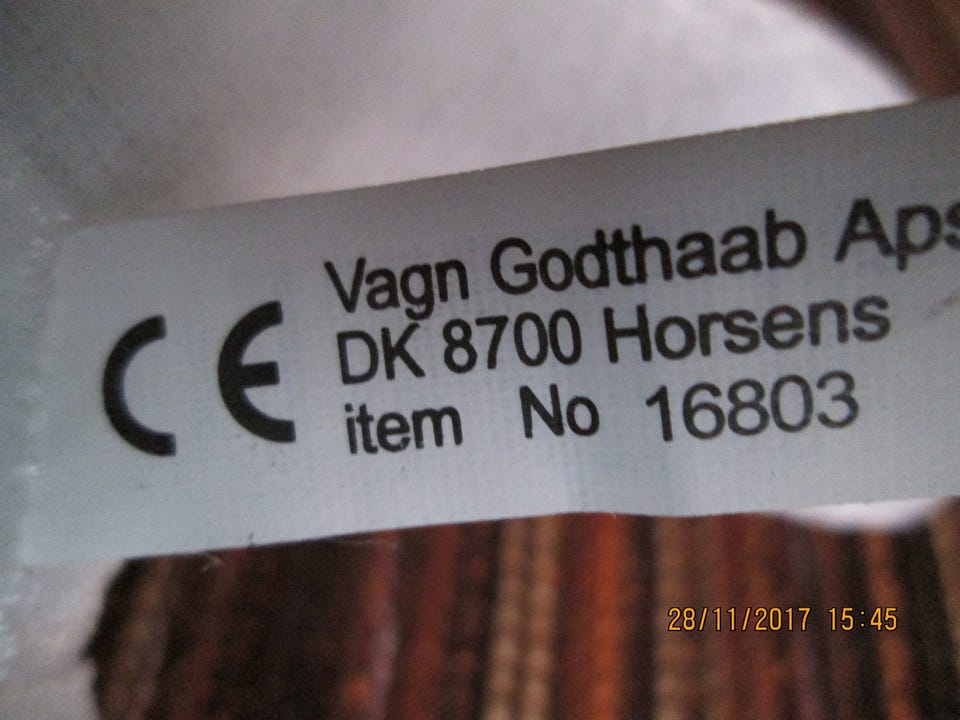 CE
Vagn Godthaab Aps
DK 8700 Horsens
item No 16803
28/11/2017 15:45